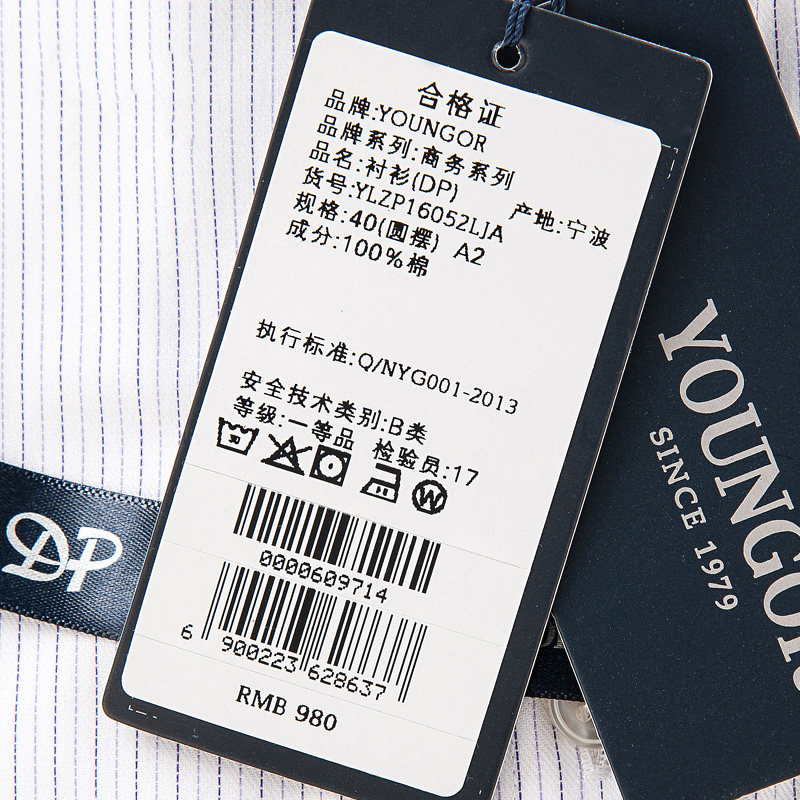 合格证
品牌:YOUNGOR
品牌系列:商务系列
品名:衬衫(DP)
货号:YLZP16052LJA 产地:宁波
规格:40(圆摆) A2
成分:100%棉
执行标准:Q/NYG001-2013
安全技术类别:B类
等级:一等品 检验员:17
30
W
0000609714
6 900223 628637
RMB 980
YOUNGOR
SINCE 1979
DP